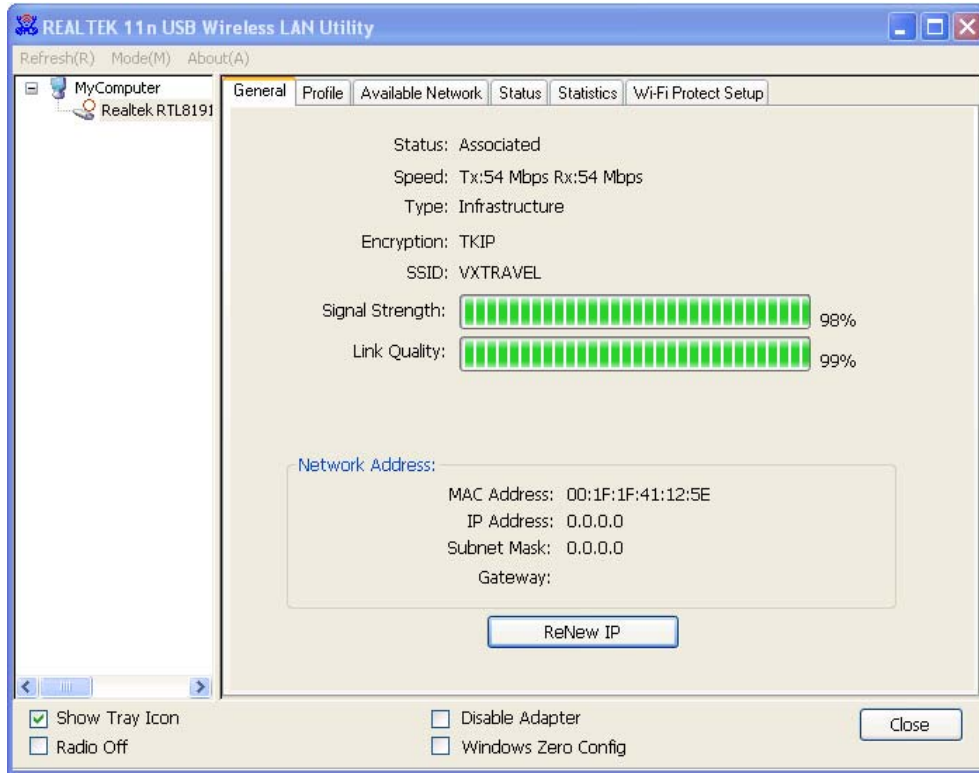 REALTEK 11n USB Wireless LAN Utility
Refresh(R) Mode(M) About(A)
MyComputer
Realtek RTL8191
General Profile Available Network Status Statistics Wi-Fi Protect Setup
Status: Associated
Speed: Tx:54 Mbps Rx:54 Mbps
Type: Infrastructure
Encryption: TKIP
SSID: VXTRAVEL
Signal Strength: 98%
Link Quality: 99%
Network Address:
MAC Address: 00:1F:1F:41:12:5E
IP Address: 0.0.0.0
Subnet Mask: 0.0.0.0
Gateway:
ReNew IP
Show Tray Icon
Radio Off
Disable Adapter
Windows Zero Config
Close